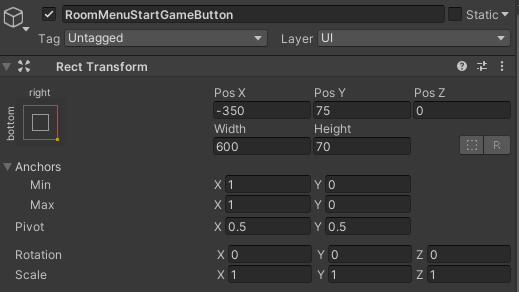 RoomMenuStartGameButton Static
Tag Untagged Layer UI
Rect Transform
right Pos X Pos Y Pos Z
bottom -350 75 0
Width Height
600 70 R
Anchors
Min X 1 Y 0
Max X 1 Y 0
Pivot X 0.5 Y 0.5
Rotation X 0 Y 0 Z 0
Scale X 1 Y 1 Z 1